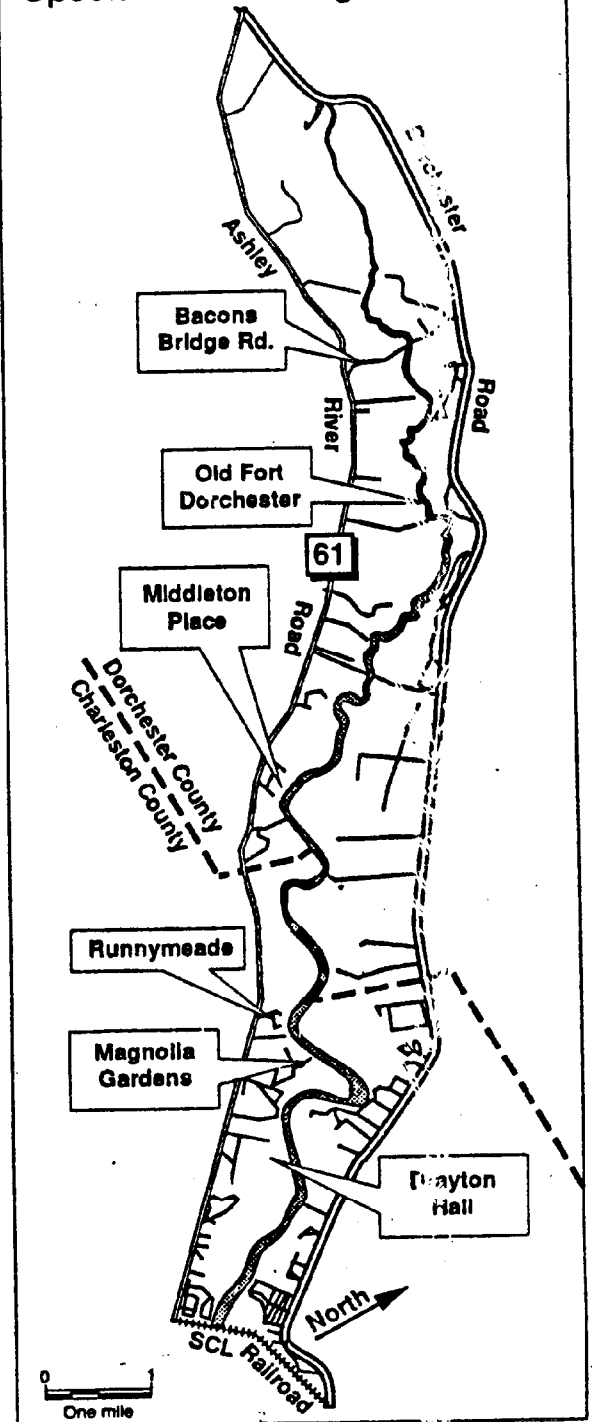 Ashley
Bacons
Bridge Rd.
River
Road
Old Fort
Dorchester
61
Middleton
Place
Road
Dorchester County
Charleston County
Runnymeade
Magnolia
Gardens
Hall
North
SCL Railroad
0 1
One mile